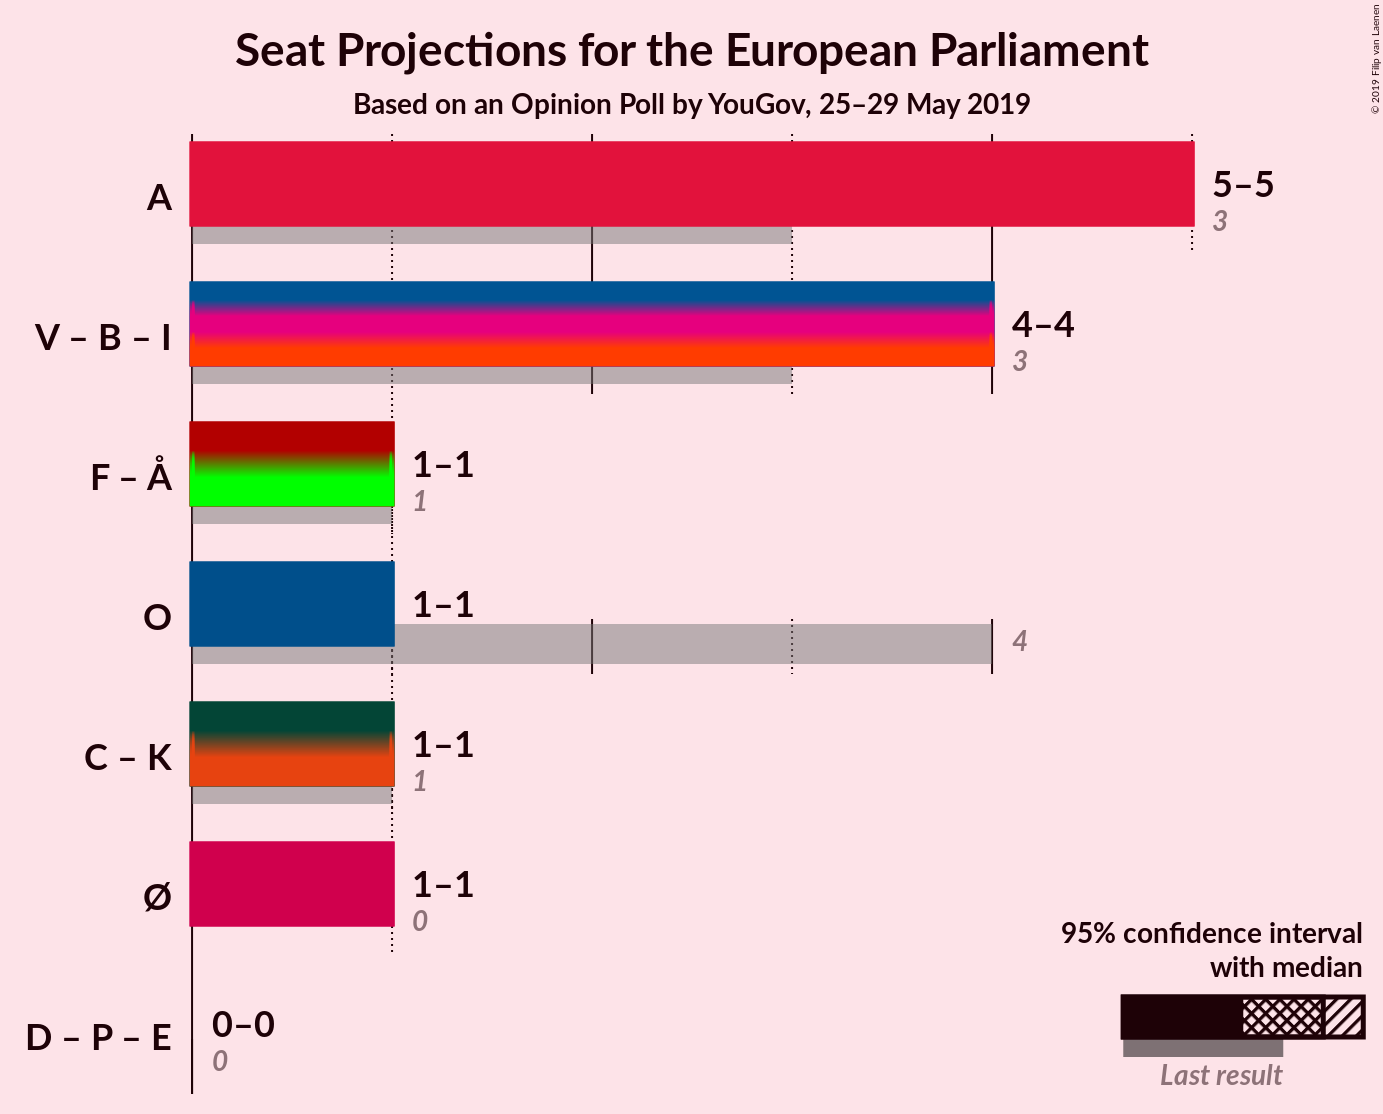 Seat Projections for the European Parliament
Based on an Opinion Poll by YouGov, 25–29 May 2019
© 2019 Filip van Laenen
A
5–5
3
V – B – I
4–4
3
F – Å
1–1
1
O
1–1
4
C – K
1–1
1
Ø
1–1
0
D – P – E
0–0
0
95% confidence interval
with median
Last result